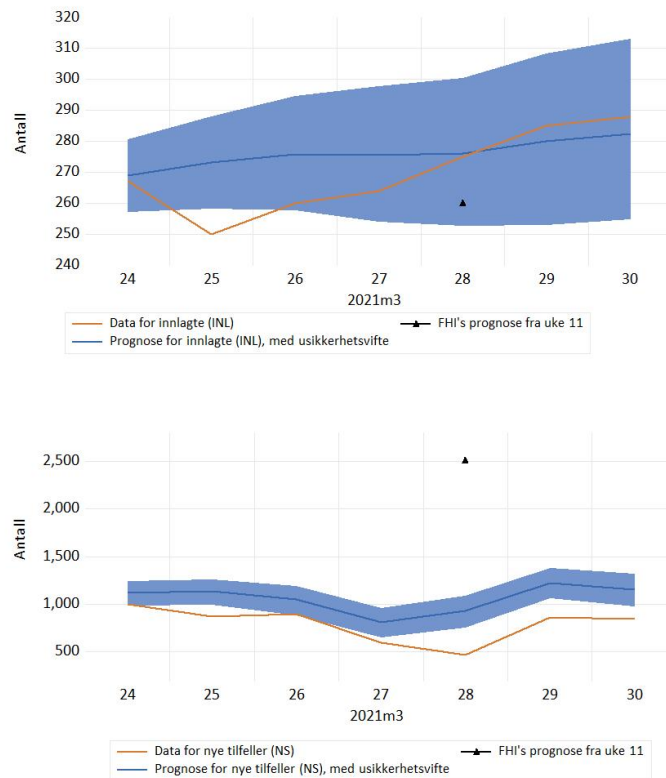 320
310
300
290
280
270
260
250
240
Antall
24 25 26 27 28 29 30
2021m3
Data for innlagte (INL) FHI's prognose fra uke 11
Prognose for innlagte (INL), med usikkerhetsvifte
2,500
2,000
1,500
1,000
500
Antall
24 25 26 27 28 29 30
2021m3
Data for nye tilfeller (NS) FHI's prognose fra uke 11
Prognose for nye tilfeller (NS), med usikkerhetsvifte